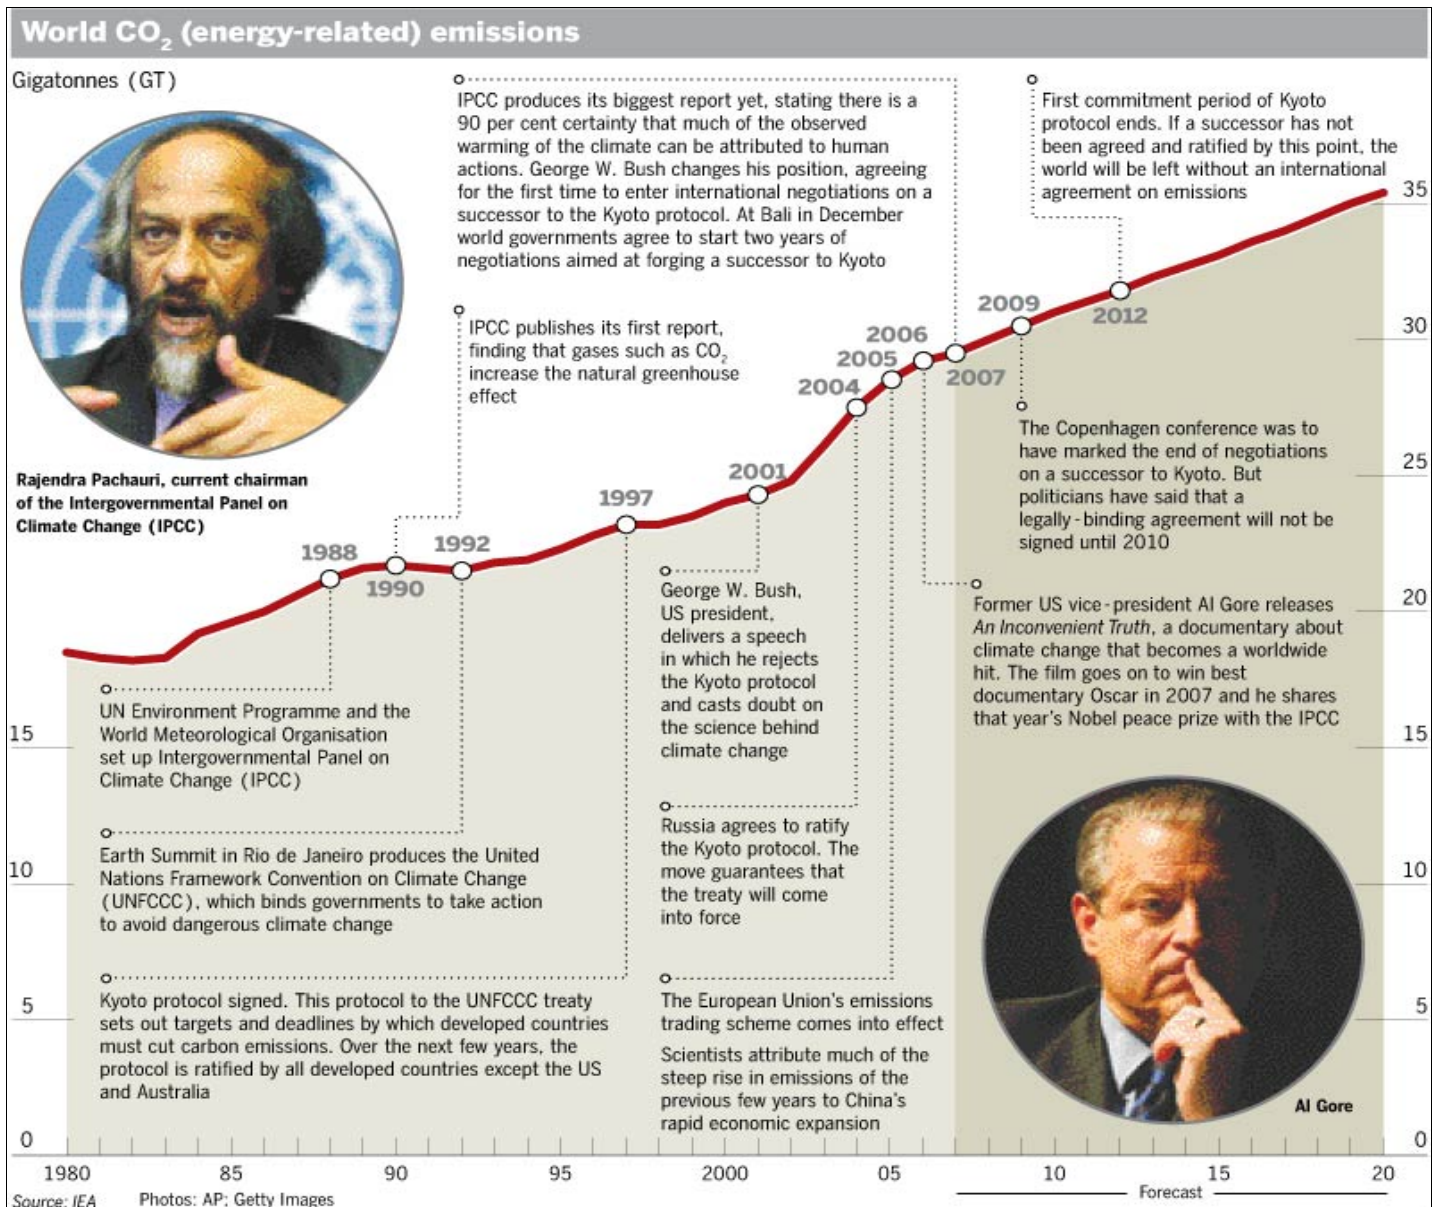 World CO₂ (energy-related) emissions
Gigatonnes (GT)
Rajendra Pachauri, current chairman
of the Intergovernmental Panel on
Climate Change (IPCC)
IPCC produces its biggest report yet, stating there is a
90 per cent certainty that much of the observed
warming of the climate can be attributed to human
actions. George W. Bush changes his position, agreeing
for the first time to enter international negotiations on a
successor to the Kyoto protocol. At Bali in December
world governments agree to start two years of
negotiations aimed at forging a successor to Kyoto
First commitment period of Kyoto
protocol ends. If a successor has not
been agreed and ratified by this point, the
world will be left without an international
agreement on emissions
IPCC publishes its first report,
finding that gases such as CO₂
increase the natural greenhouse
effect
1988
1990
1992
1997
2001
2004
2005
2006
2007
2009
2012
The Copenhagen conference was to
have marked the end of negotiations
on a successor to Kyoto. But
politicians have said that a
legally-binding agreement will not be
signed until 2010
George W. Bush,
US president,
delivers a speech
in which he rejects
the Kyoto protocol
and casts doubt on
the science behind
climate change
Former US vice-president Al Gore releases
An Inconvenient Truth, a documentary about
climate change that becomes a worldwide
hit. The film goes on to win best
documentary Oscar in 2007 and he shares
that year's Nobel peace prize with the IPCC
UN Environment Programme and the
World Meteorological Organisation
set up Intergovernmental Panel on
Climate Change (IPCC)
Earth Summit in Rio de Janeiro produces the United
Nations Framework Convention on Climate Change
(UNFCCC), which binds governments to take action
to avoid dangerous climate change
Russia agrees to ratify
the Kyoto protocol. The
move guarantees that
the treaty will come
into force
Kyoto protocol signed. This protocol to the UNFCCC treaty
sets out targets and deadlines by which developed countries
must cut carbon emissions. Over the next few years, the
protocol is ratified by all developed countries except the US
and Australia
The European Union's emissions
trading scheme comes into effect
Scientists attribute much of the
steep rise in emissions of the
previous few years to China's
rapid economic expansion
Al Gore
15
10
5
0
35
30
25
20
15
10
5
0
1980 85 90 95 2000 05 10 15 20
Forecast
Source: IEA Photos: AP; Getty Images